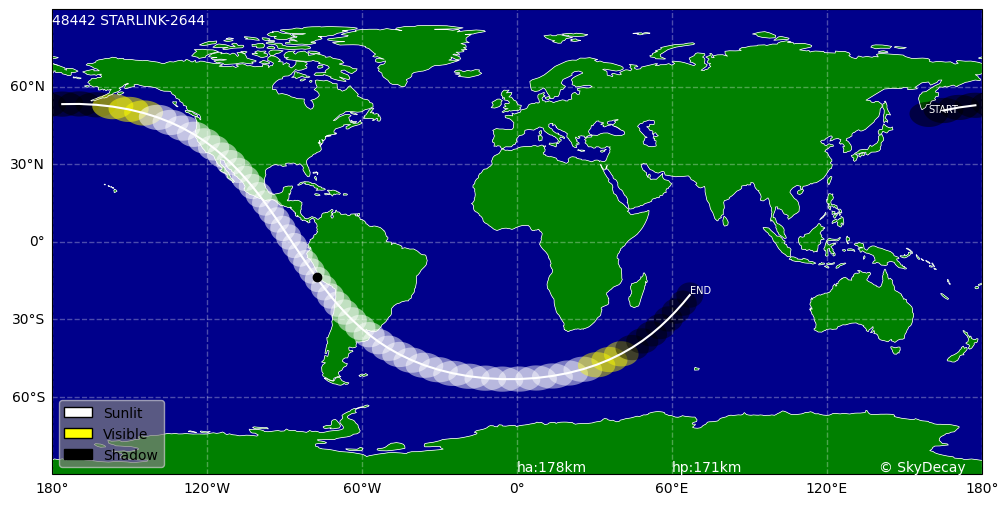 48442 STARLINK-2644
60°N
30°N
0°
30°S
60°S
START
END
Sunlit
Visible
Shadow
ha:178km
hp:171km
© SkyDecay
180°
120°W
60°W
0°
60°E
120°E
180°